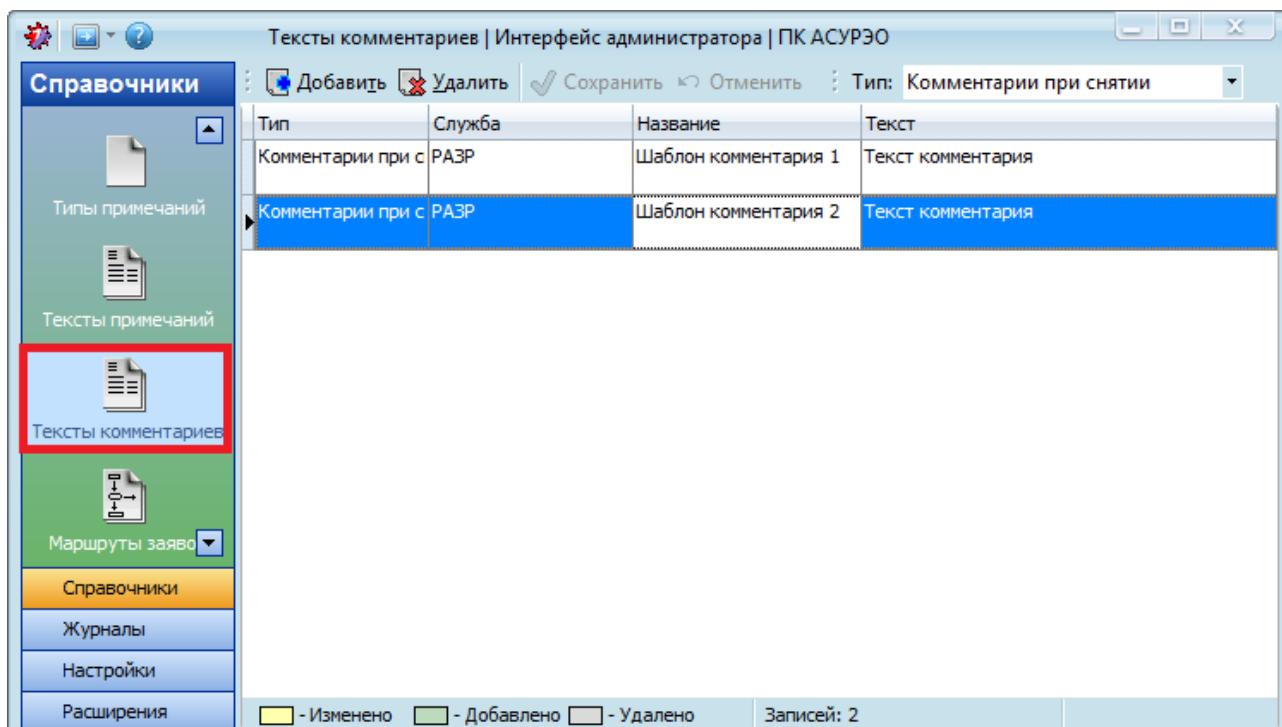 Тексты комментариев | Интерфейс администратора | ПК АСУРЭО
Справочники
Добавить Удалить Сохранить Отменить Тип: Комментарии при снятии
Тип Служба Название Текст
Комментарии при с РАЗР Шаблон комментария 1 Текст комментария
Комментарии при с РАЗР Шаблон комментария 2 Текст комментария
Типы примечаний
Тексты примечаний
Тексты комментариев
Маршруты заяво
Справочники
Журналы
Настройки
Расширения
- Изменено - Добавлено - Удалено Записей: 2